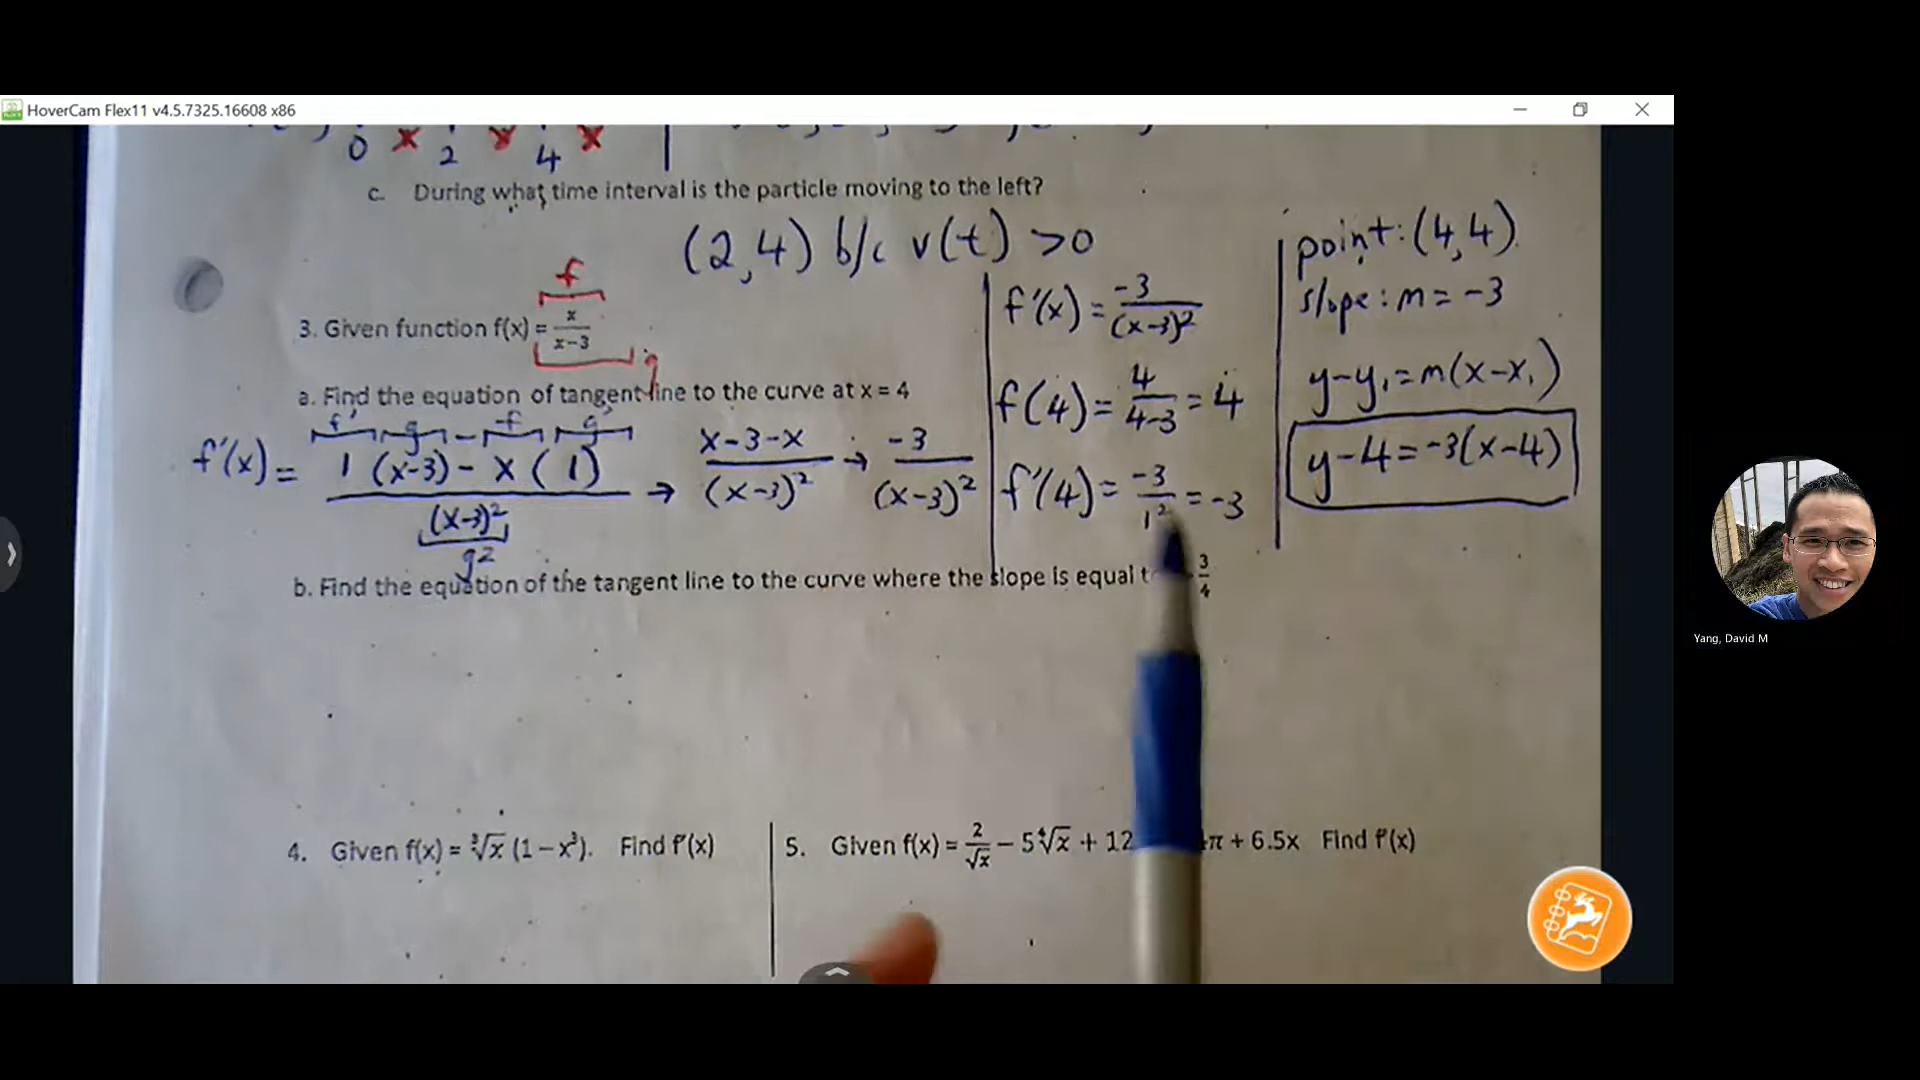 HoverCam Flex11 v4.5.7325.16608 x86
0 x 2 x 4 x
c. During what time interval is the particle moving to the left?
(2,4) b/c v(t) >0
f
3. Given function f(x) = x/(x−3)
g
a. Find the equation of tangent line to the curve at x = 4
f' g - f g'
f'(x) = 1 (x-3) - x (1) / (x-3)² → x-3-x / (x-3)² → -3 / (x-3)²
g²
f'(x) = -3 / (x-3)²
f(4) = 4 / 4-3 = 4
f'(4) = -3 / 1² = -3
point: (4,4)
slope: m = -3
y-y₁=m(x-x₁)
y-4=-3(x-4)
b. Find the equation of the tangent line to the curve where the slope is equal 3/4
4. Given f(x) = ∛x (1 – x³). Find f'(x)
5. Given f(x) = 2/√x − 5∜x + 12 π + 6.5x Find f'(x)
Yang, David M